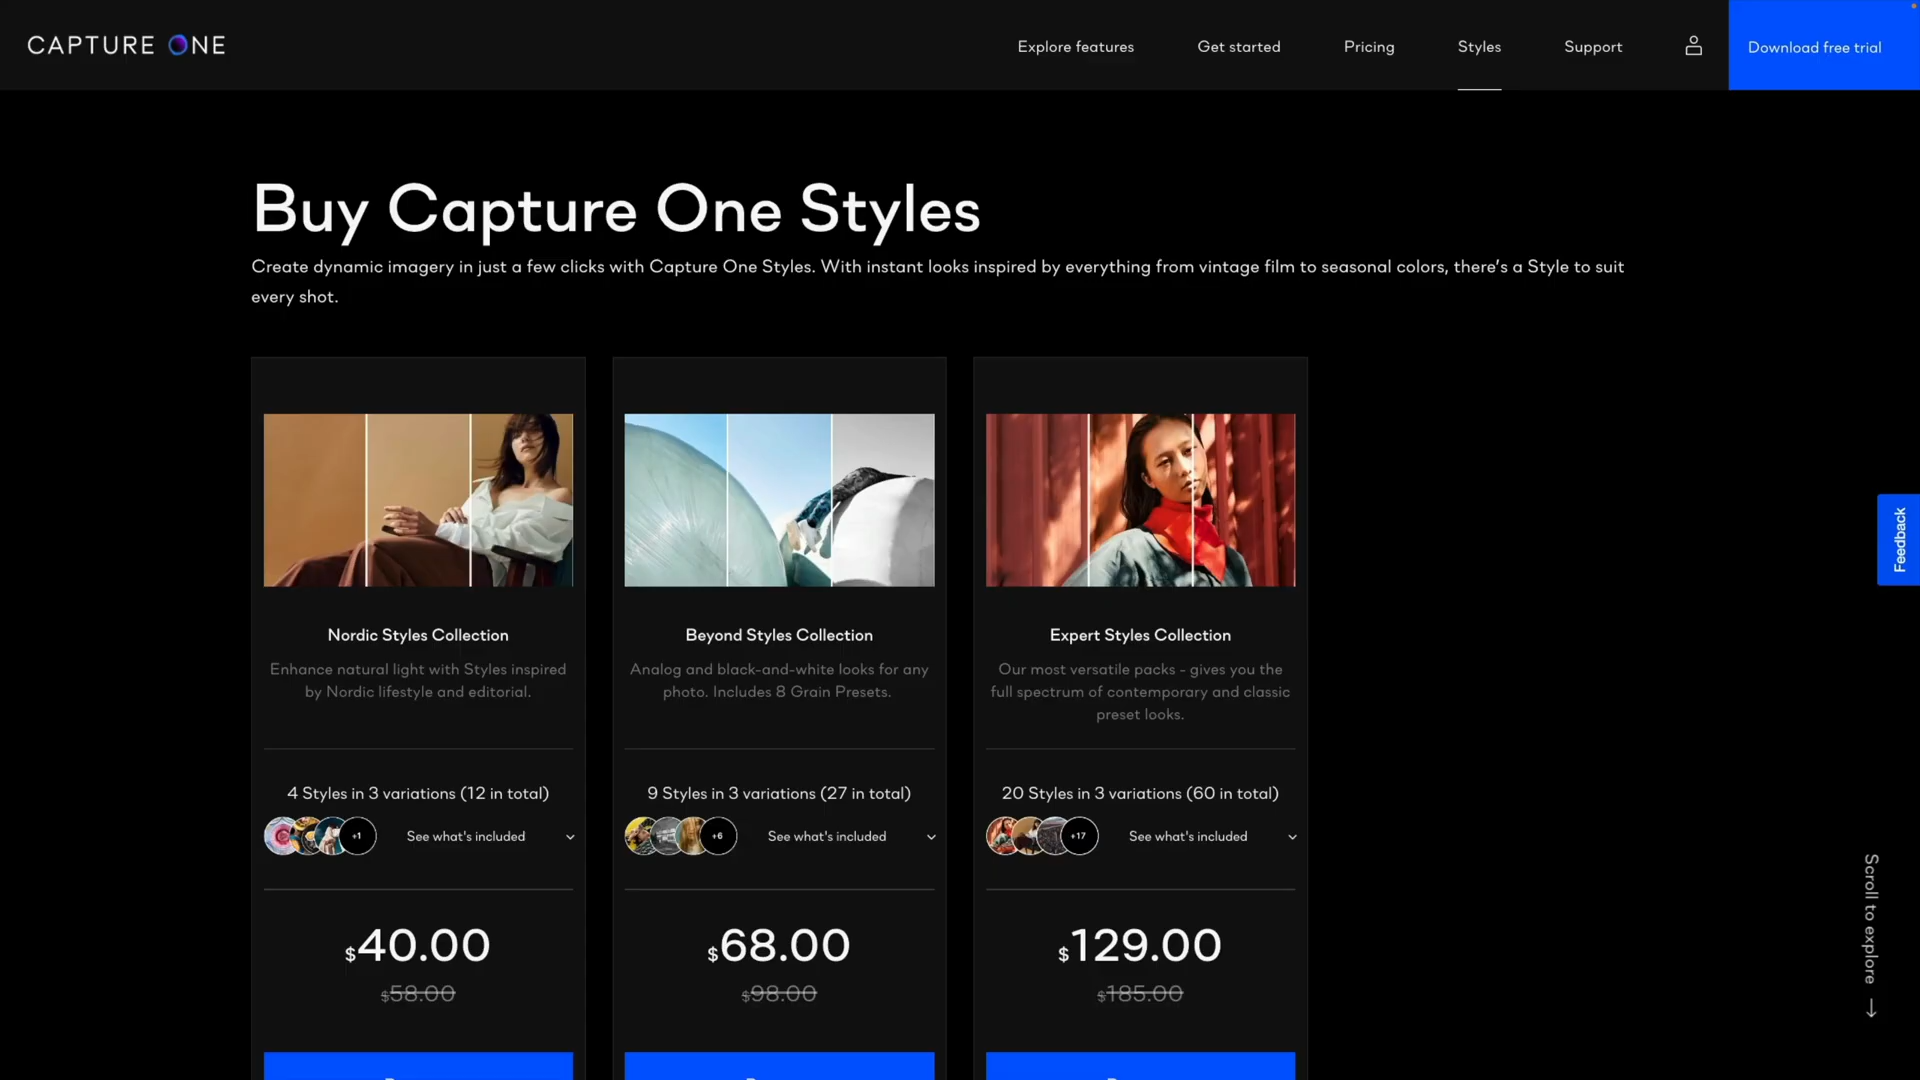 CAPTURE ONE
Explore features
Get started
Pricing
Styles
Support
Download free trial
Buy Capture One Styles
Create dynamic imagery in just a few clicks with Capture One Styles. With instant looks inspired by everything from vintage film to seasonal colors, there's a Style to suit
every shot.
Nordic Styles Collection
Enhance natural light with Styles inspired
by Nordic lifestyle and editorial.
4 Styles in 3 variations (12 in total)
+1
See what's included
$40.00
$58.00
Beyond Styles Collection
Analog and black-and-white looks for any
photo. Includes 8 Grain Presets.
9 Styles in 3 variations (27 in total)
+6
See what's included
$68.00
$98.00
Expert Styles Collection
Our most versatile packs - gives you the
full spectrum of contemporary and classic
preset looks.
20 Styles in 3 variations (60 in total)
+17
See what's included
$129.00
$185.00
Feedback
Scroll to explore